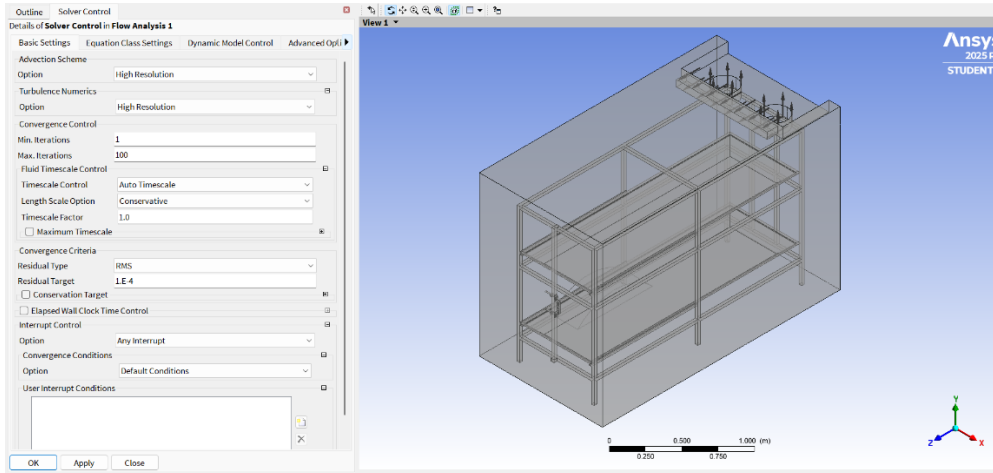 Outline Solver Control
Details of Solver Control in Flow Analysis 1
Basic Settings Equation Class Settings Dynamic Model Control Advanced Opti
Advection Scheme
Option High Resolution
Turbulence Numerics
Option High Resolution
Convergence Control
Min. Iterations 1
Max. Iterations 100
Fluid Timescale Control
Timescale Control Auto Timescale
Length Scale Option Conservative
Timescale Factor 1.0
Maximum Timescale
Convergence Criteria
Residual Type RMS
Residual Target 1.E-4
Conservation Target
Elapsed Wall Clock Time Control
Interrupt Control
Option Any Interrupt
Convergence Conditions
Option Default Conditions
User Interrupt Conditions
OK Apply Close
View 1
Ansys
2025 R
STUDENT
0 0.500 1.000 (m)
0.250 0.750
Y
Z X